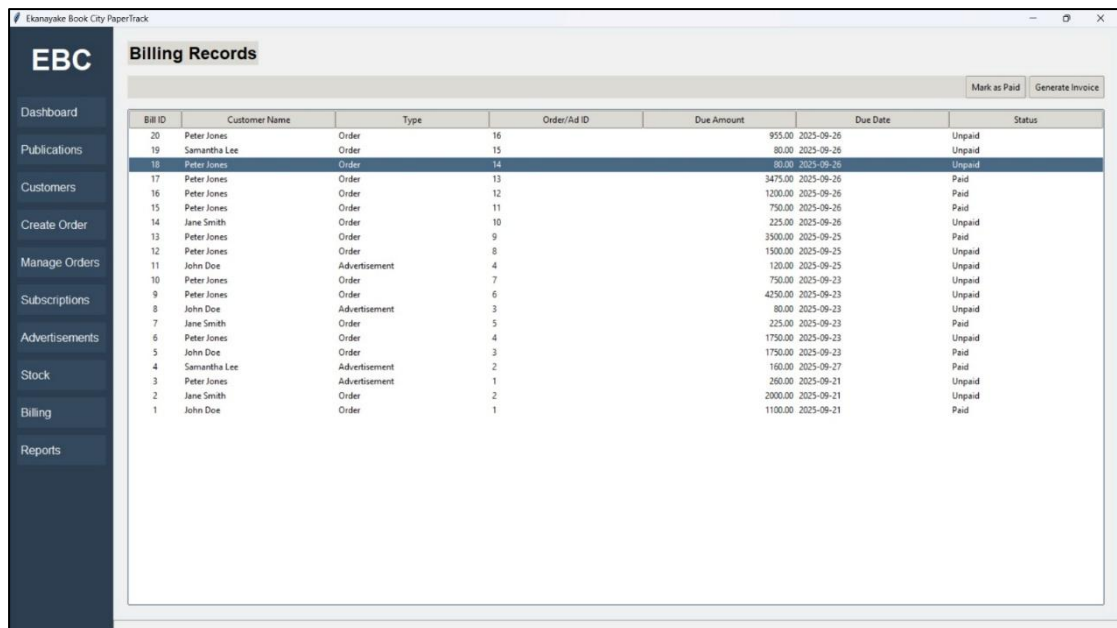 Ekanayake Book City PaperTrack
EBC
Dashboard
Publications
Customers
Create Order
Manage Orders
Subscriptions
Advertisements
Stock
Billing
Reports
Billing Records
Mark as Paid Generate Invoice
Bill ID Customer Name Type Order/Ad ID Due Amount Due Date Status
20 Peter Jones Order 16 955.00 2025-09-26 Unpaid
19 Samantha Lee Order 15 80.00 2025-09-26 Unpaid
18 Peter Jones Order 14 80.00 2025-09-26 Unpaid
17 Peter Jones Order 13 3475.00 2025-09-26 Paid
16 Peter Jones Order 12 1200.00 2025-09-26 Paid
15 Peter Jones Order 11 750.00 2025-09-26 Paid
14 Jane Smith Order 10 225.00 2025-09-26 Unpaid
13 Peter Jones Order 9 3500.00 2025-09-25 Paid
12 Peter Jones Order 8 1500.00 2025-09-25 Unpaid
11 John Doe Advertisement 4 120.00 2025-09-25 Unpaid
10 Peter Jones Order 7 750.00 2025-09-23 Unpaid
9 Peter Jones Order 6 4250.00 2025-09-23 Unpaid
8 John Doe Advertisement 3 80.00 2025-09-23 Unpaid
7 Jane Smith Order 5 225.00 2025-09-23 Paid
6 Peter Jones Order 4 1750.00 2025-09-23 Unpaid
5 John Doe Order 3 1750.00 2025-09-23 Paid
4 Samantha Lee Advertisement 2 160.00 2025-09-27 Paid
3 Peter Jones Advertisement 1 260.00 2025-09-21 Unpaid
2 Jane Smith Order 2 2000.00 2025-09-21 Unpaid
1 John Doe Order 1 1100.00 2025-09-21 Paid